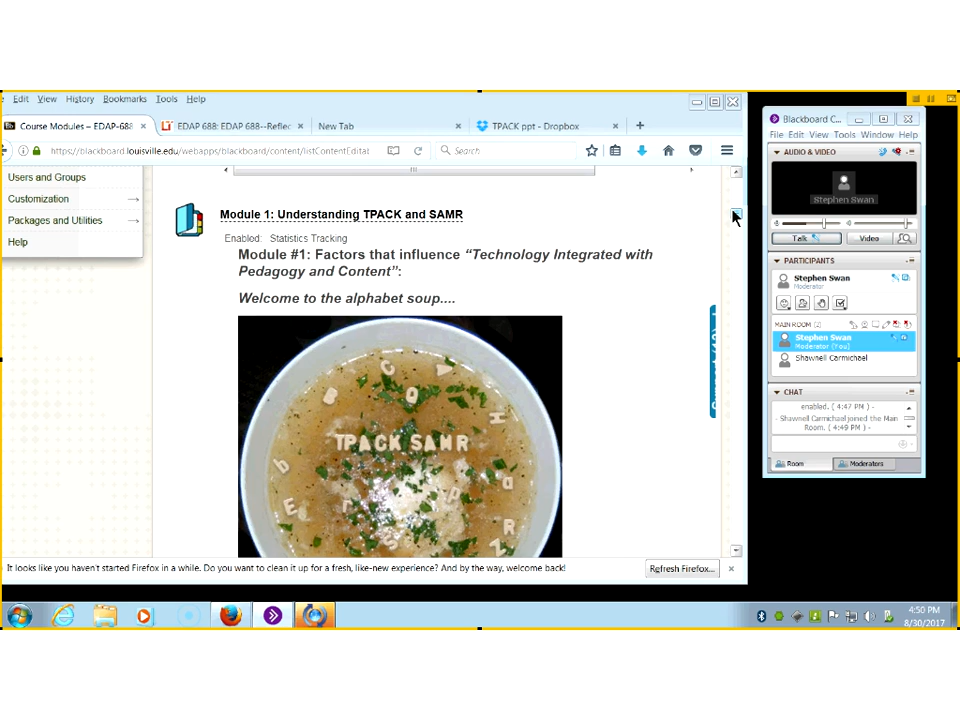 Edit View History Bookmarks Tools Help
Course Modules – EDAP-688
EDAP 688: EDAP 688--Reflec
New Tab
TPACK ppt - Dropbox
https://blackboard.louisville.edu/webapps/blackboard/content/listContentEditat
Search
Users and Groups
Customization
Packages and Utilities
Help
Module 1: Understanding TPACK and SAMR
Enabled: Statistics Tracking
Module #1: Factors that influence “Technology Integrated with
Pedagogy and Content”:
Welcome to the alphabet soup....
TPACK SAMR
It looks like you haven't started Firefox in a while. Do you want to clean it up for a fresh, like-new experience? And by the way, welcome back!
Refresh Firefox...
Blackboard C...
File Edit View Tools Window Help
AUDIO & VIDEO
Stephen Swan
Talk
Video
PARTICIPANTS
Stephen Swan
Moderator
MAIN ROOM (2)
Stephen Swan
Moderator (You)
Shawnell Carmichael
CHAT
enabled. ( 4:47 PM ) -
- Shawnell Carmichael joined the Main
Room. ( 4:49 PM ) -
Room
Moderators
4:50 PM
8/30/2017